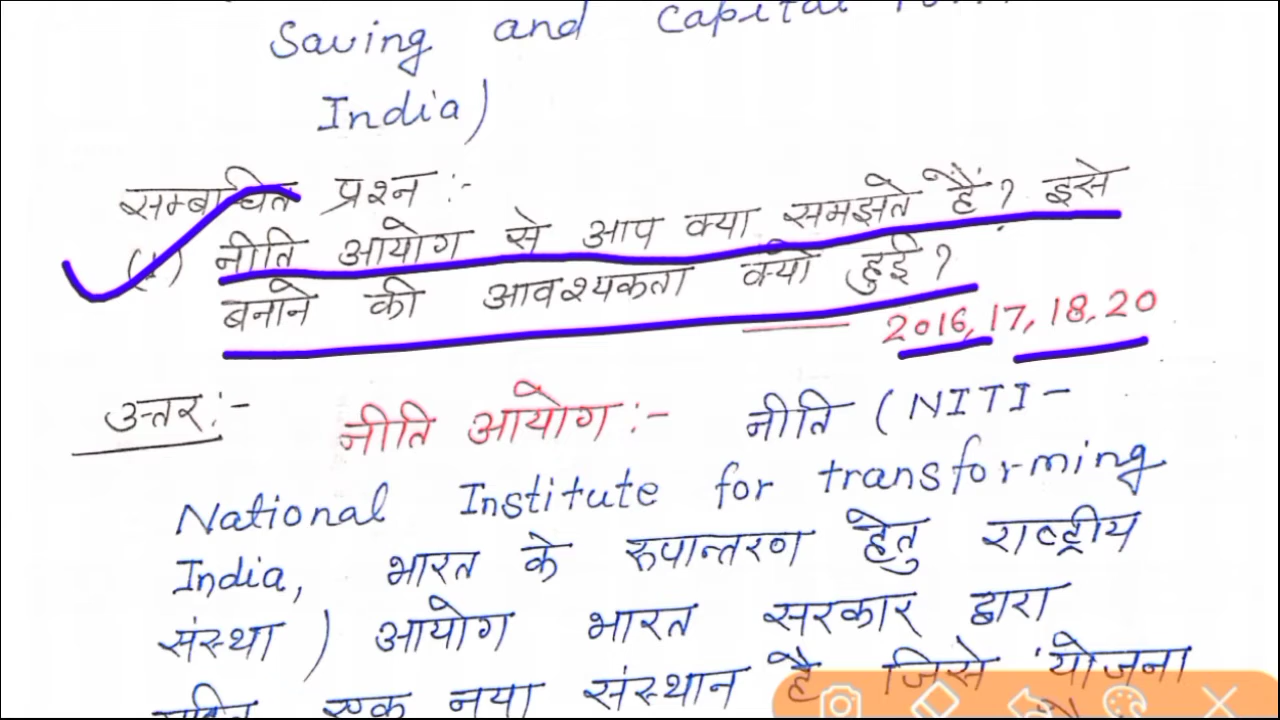 Saving and Capital
India)
सम्बन्धित प्रश्न :-
(1) नीति आयोग से आप क्या समझते हैं? इसे
बनाने की आवश्यकता क्यों हुई?
2016, 17, 18, 20
उत्तर:- नीति आयोग :- नीति (NITI-
National Institute for transforming
India, भारत के रुपान्तरण हेतु राष्ट्रीय
संस्था) आयोग भारत सरकार द्वारा
एक नया संस्थान है जिसे 'योजना